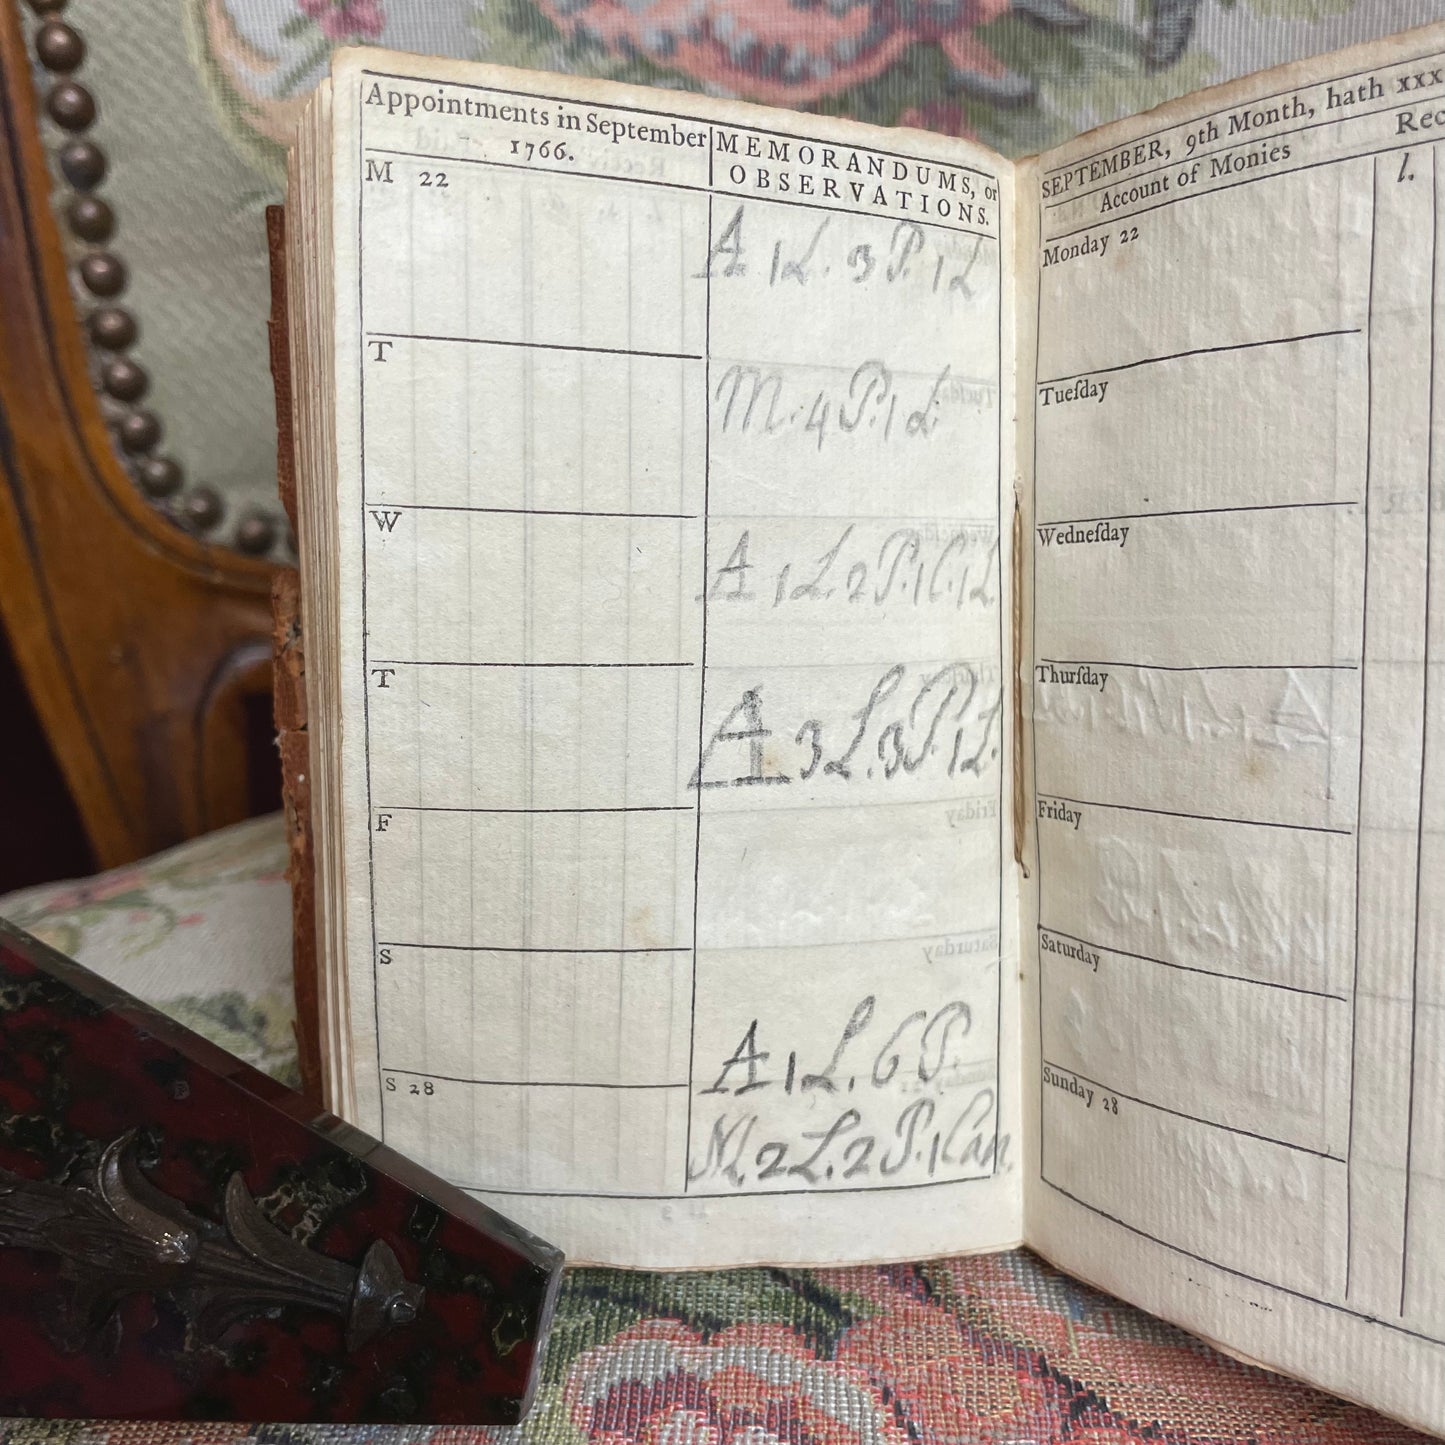 Appointments in September
1766.
MEMORANDUMS, or
OBSERVATIONS.
M 22
A 1L. 3P. 1L
T
M. 4P. 1L.
W
A 1L. 2P. 1C. 1L
T
A 3L. 3P. 1L.
F
S
A 1L. 6P.
S 28
M. 2L. 2P. 1Can.
SEPTEMBER, 9th Month, hath xxx
Account of Monies
Rec
l.
Monday 22
Tueſday
Wedneſday
Thurſday
Friday
Saturday
Sunday 28